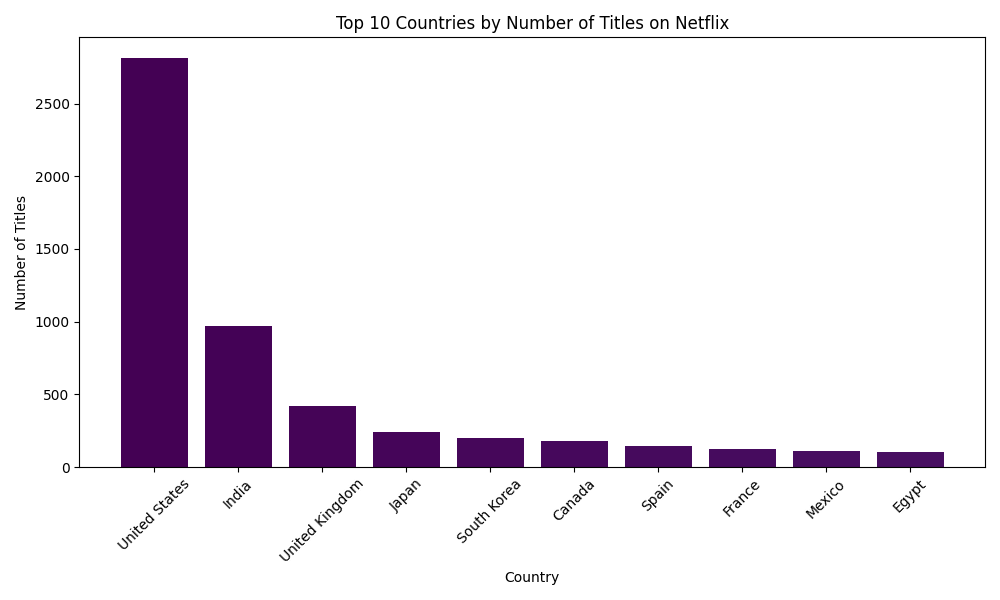 Top 10 Countries by Number of Titles on Netflix
Number of Titles
2500
2000
1500
1000
500
0
United States
India
United Kingdom
Japan
South Korea
Canada
Spain
France
Mexico
Egypt
Country